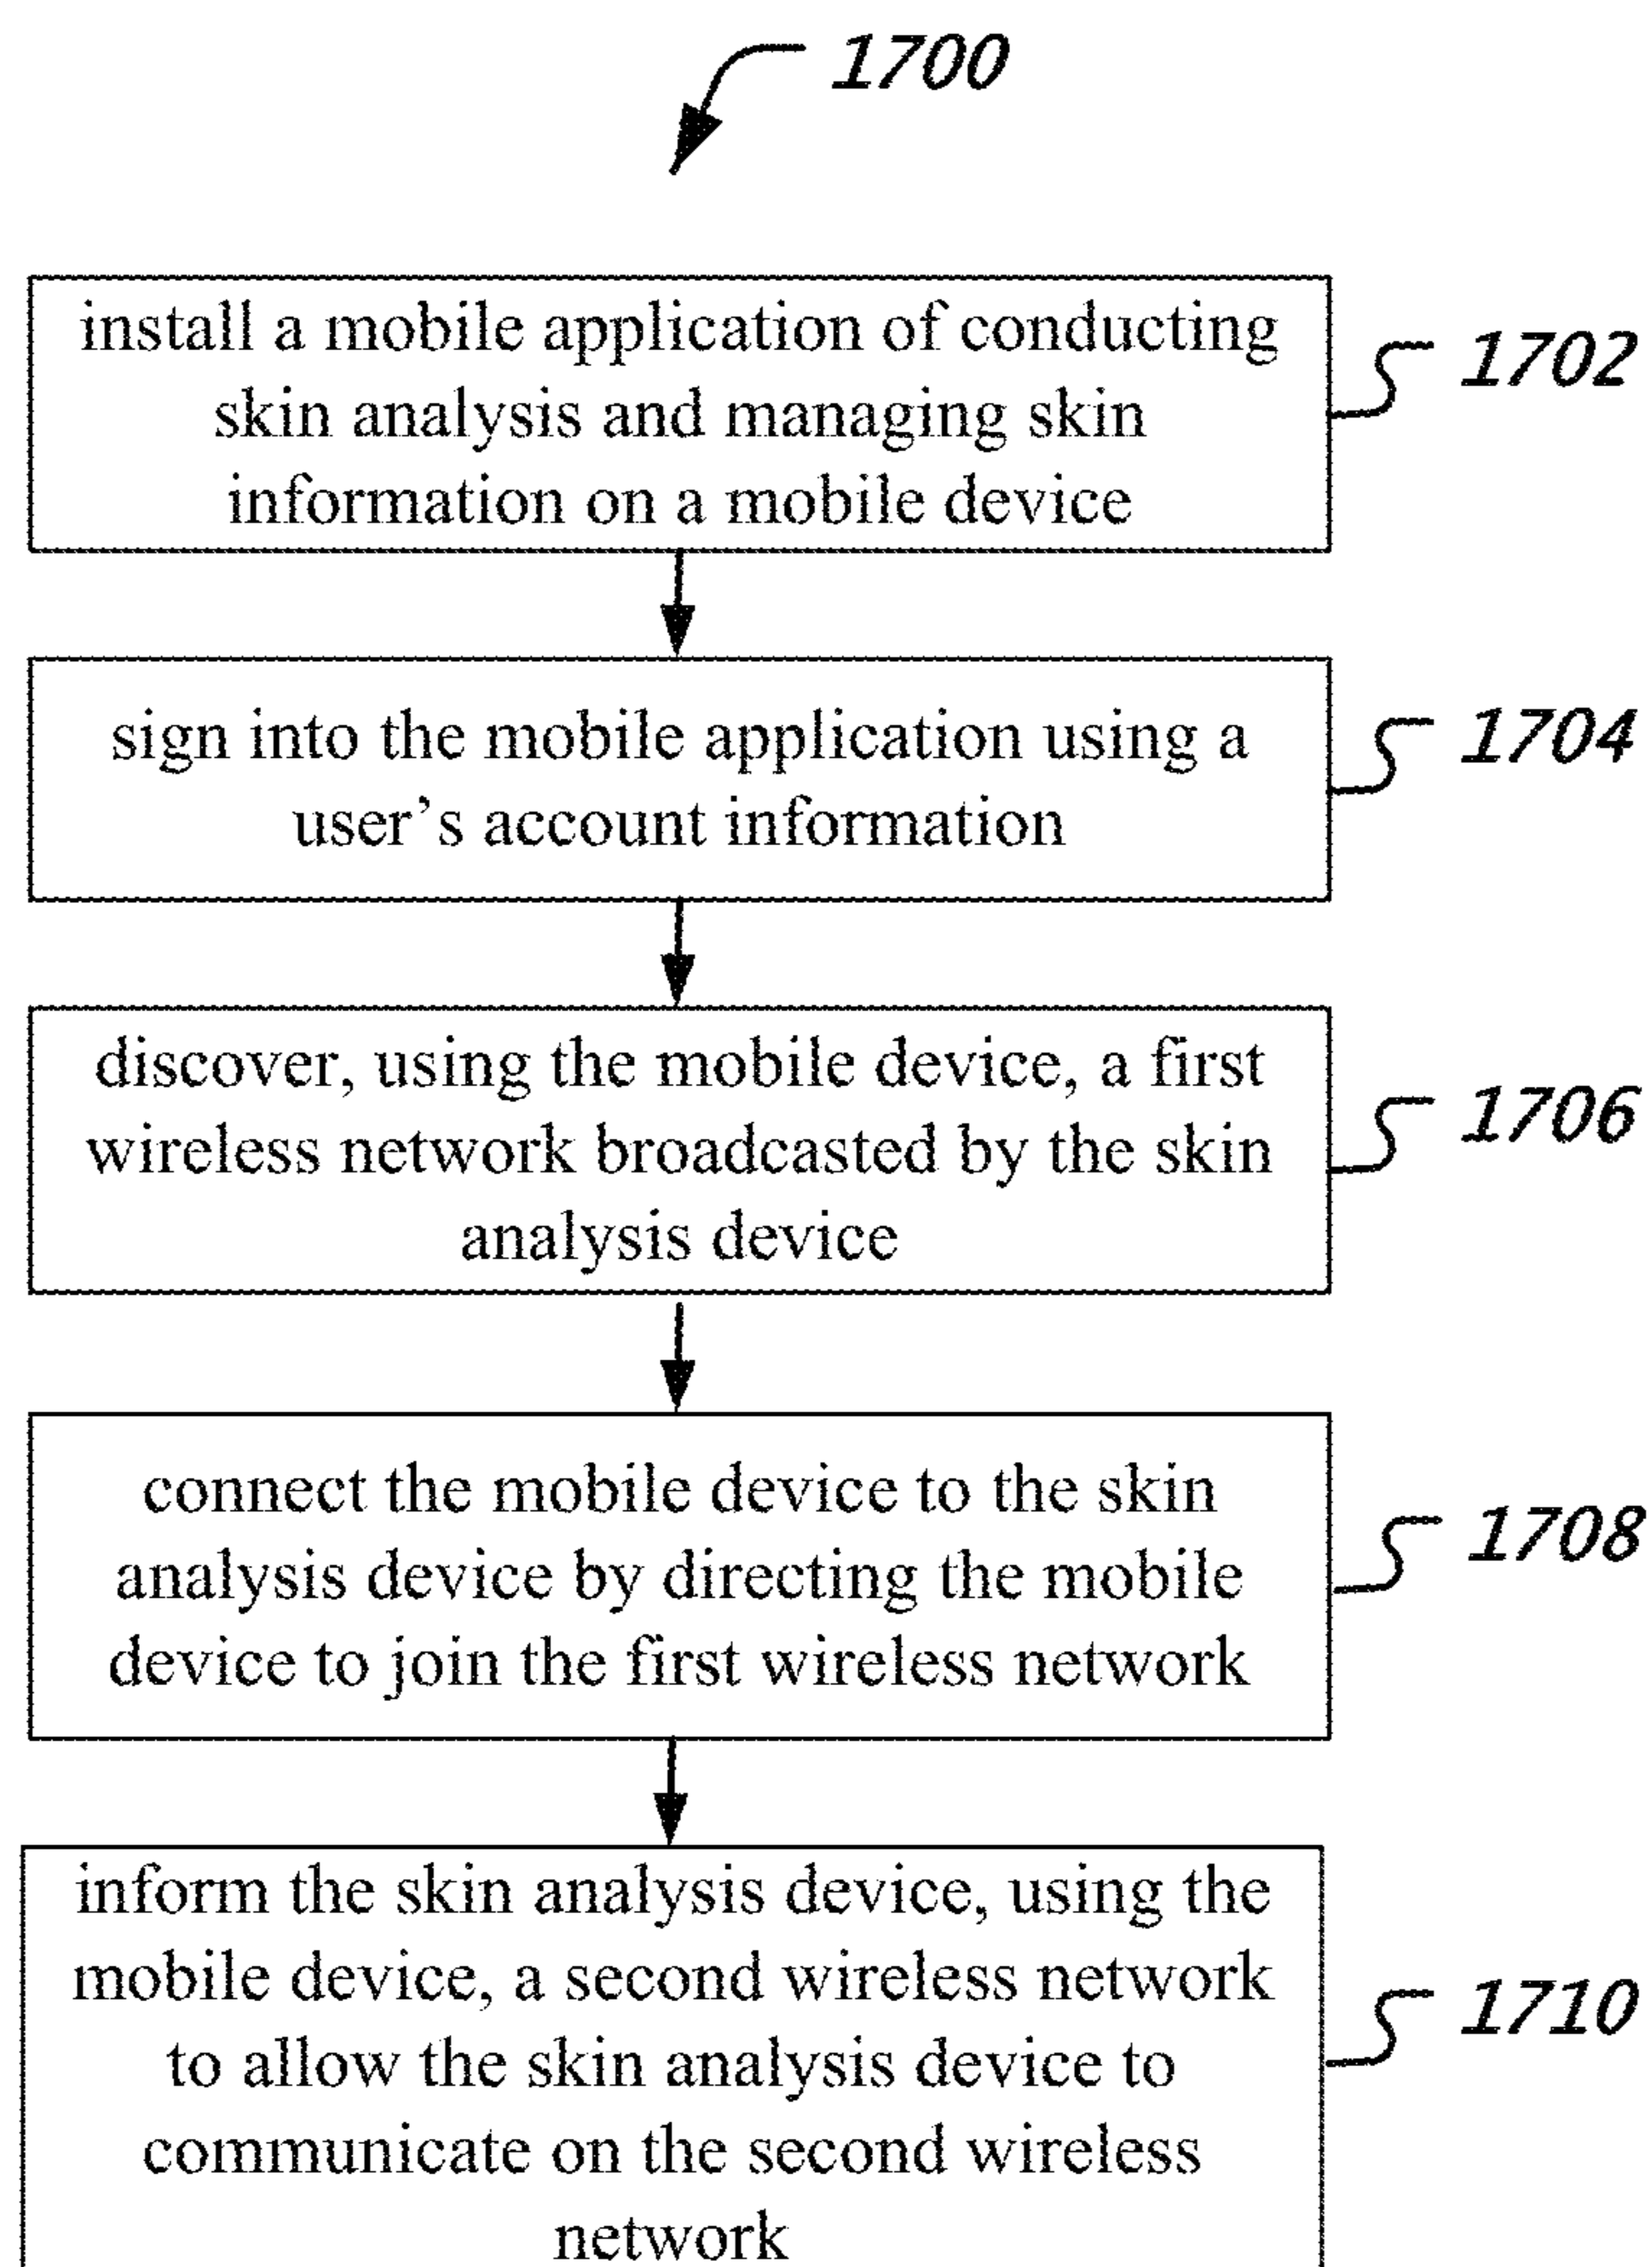 1700
install a mobile application of conducting
skin analysis and managing skin
information on a mobile device
1702
sign into the mobile application using a
user’s account information
1704
discover, using the mobile device, a first
wireless network broadcasted by the skin
analysis device
1706
connect the mobile device to the skin
analysis device by directing the mobile
device to join the first wireless network
1708
inform the skin analysis device, using the
mobile device, a second wireless network
to allow the skin analysis device to
communicate on the second wireless
network
1710